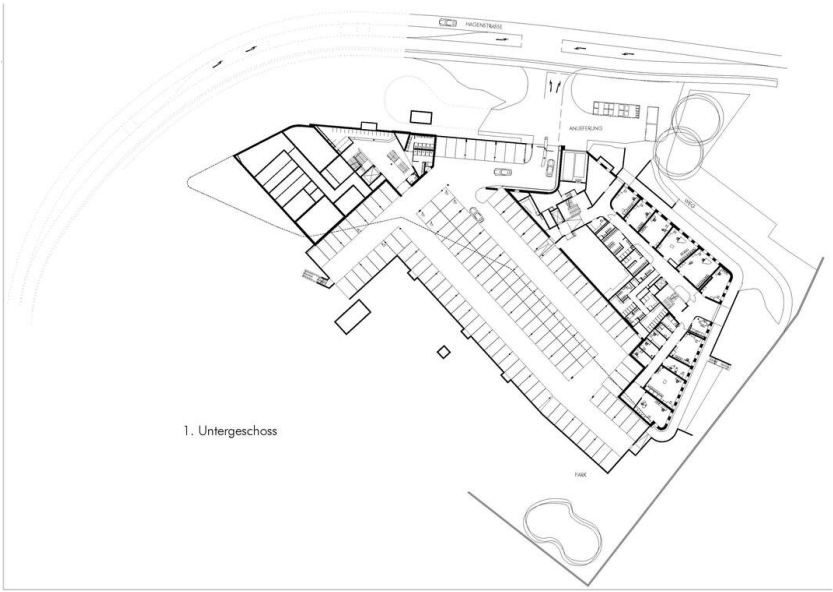 HAGENSTRASSE
ANLIEFERUNG
WEG
1. Untergeschoss
PARK